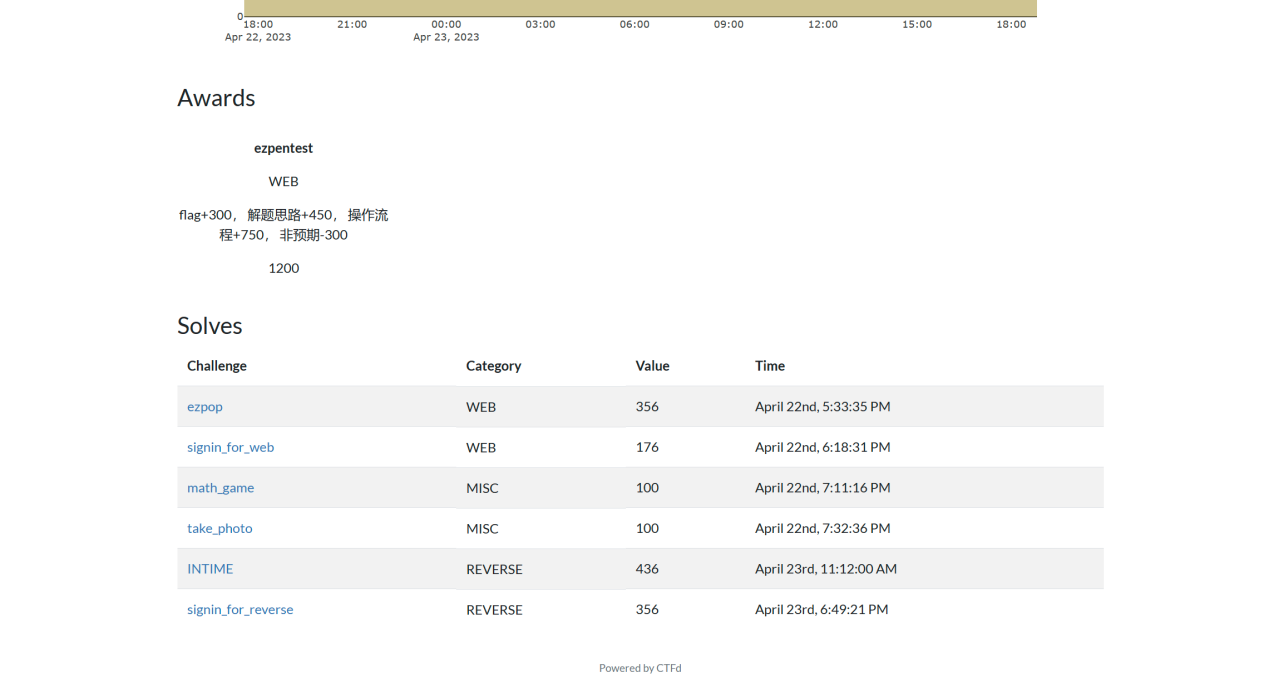 0
18:00 21:00 00:00 03:00 06:00 09:00 12:00 15:00 18:00
Apr 22, 2023 Apr 23, 2023
Awards
ezpentest
WEB
flag+300， 解题思路+450， 操作流
程+750， 非预期-300
1200
Solves
Challenge Category Value Time
ezpop WEB 356 April 22nd, 5:33:35 PM
signin_for_web WEB 176 April 22nd, 6:18:31 PM
math_game MISC 100 April 22nd, 7:11:16 PM
take_photo MISC 100 April 22nd, 7:32:36 PM
INTIME REVERSE 436 April 23rd, 11:12:00 AM
signin_for_reverse REVERSE 356 April 23rd, 6:49:21 PM
Powered by CTFd